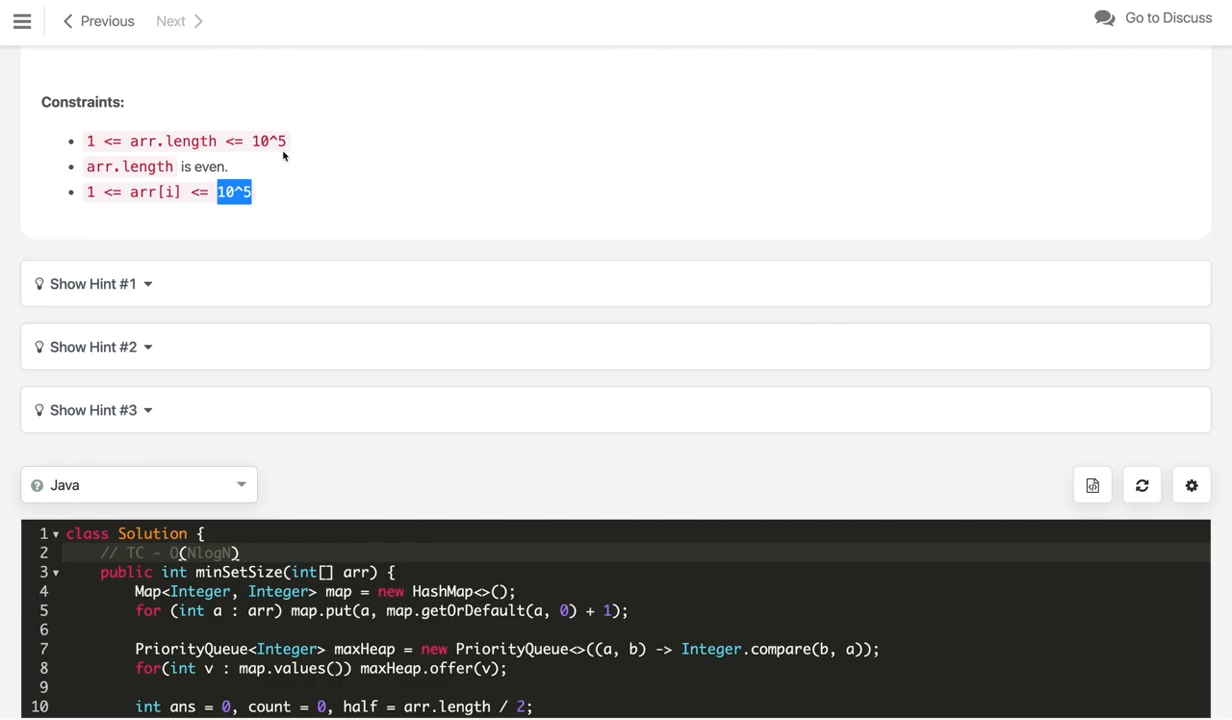 Previous Next Go to Discuss
Constraints:
1 <= arr.length <= 10^5
arr.length is even.
1 <= arr[i] <= 10^5
Show Hint #1
Show Hint #2
Show Hint #3
Java
1 class Solution {
2 // TC - O(NlogN)
3 public int minSetSize(int[] arr) {
4 Map<Integer, Integer> map = new HashMap<>();
5 for (int a : arr) map.put(a, map.getOrDefault(a, 0) + 1);
6
7 PriorityQueue<Integer> maxHeap = new PriorityQueue<>((a, b) -> Integer.compare(b, a));
8 for(int v : map.values()) maxHeap.offer(v);
9
10 int ans = 0, count = 0, half = arr.length / 2;